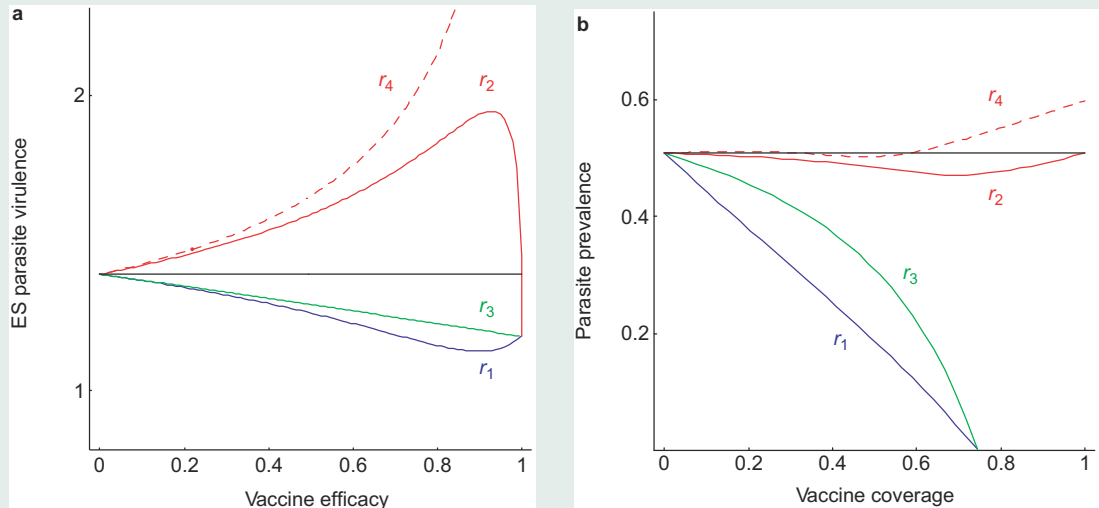 a
ES parasite virulence
2
1
r4
r2
r3
r1
0
0.2
0.4
0.6
0.8
1
Vaccine efficacy
b
Parasite prevalence
0.6
0.4
0.2
r4
r2
r3
r1
0
0.2
0.4
0.6
0.8
1
Vaccine coverage